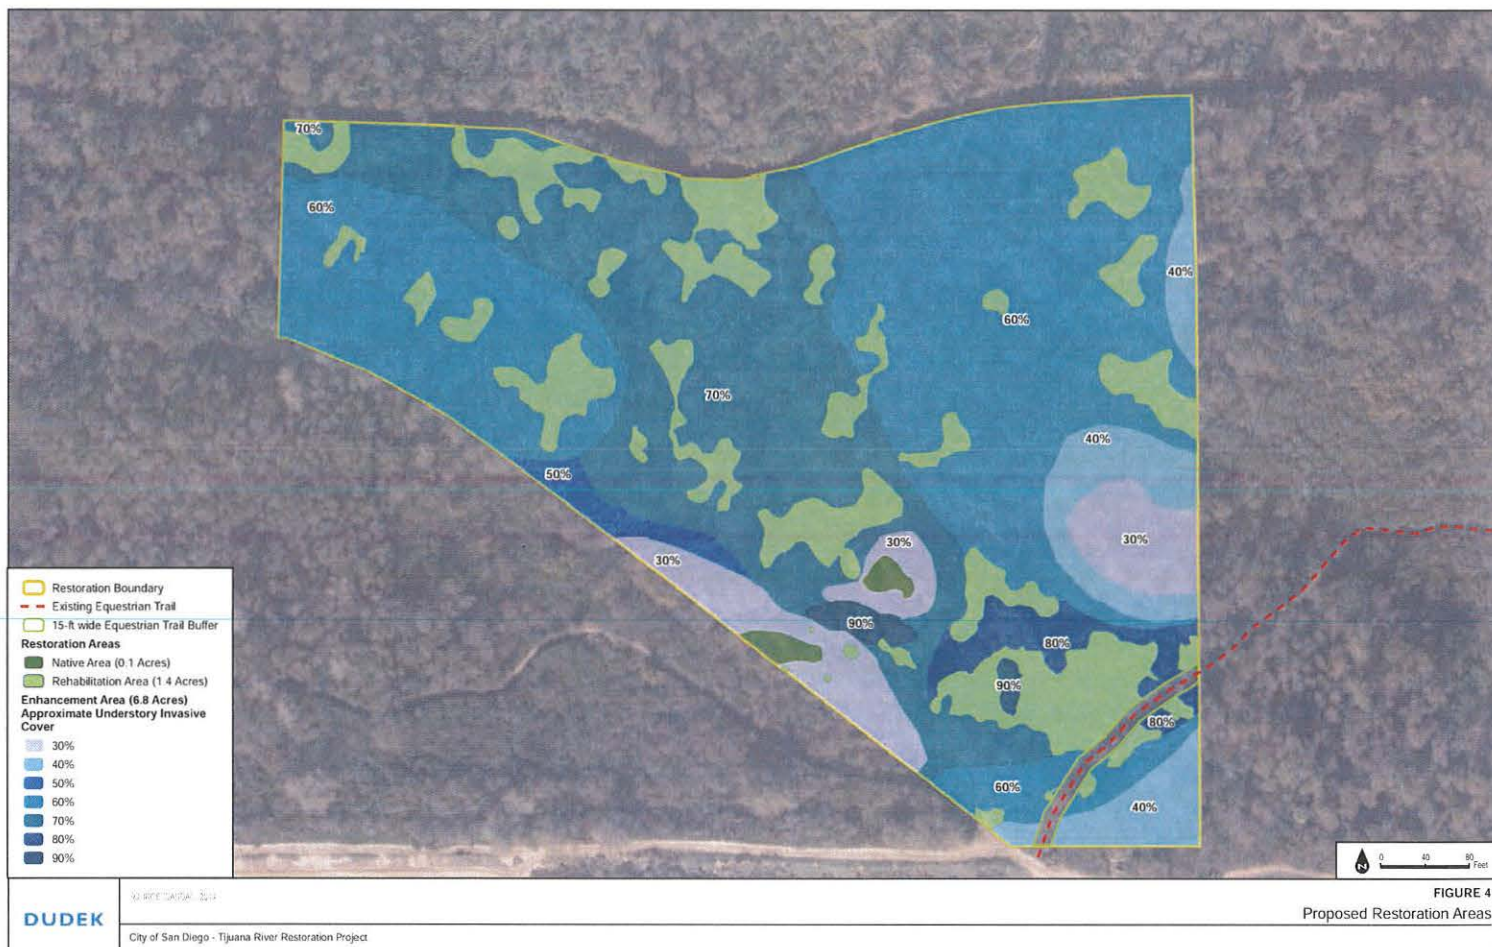 70%
60%
40%
60%
70%
40%
50%
30%
30%
30%
90%
80%
90%
80%
60%
40%
Restoration Boundary
Existing Equestrian Trail
15-ft wide Equestrian Trail Buffer
Restoration Areas
Native Area (0.1 Acres)
Rehabilitation Area (1.4 Acres)
Enhancement Area (6.8 Acres)
Approximate Understory Invasive
Cover
30%
40%
50%
60%
70%
80%
90%
N
0 40 80
Feet
DUDEK
FIGURE 4
Proposed Restoration Areas
City of San Diego - Tijuana River Restoration Project